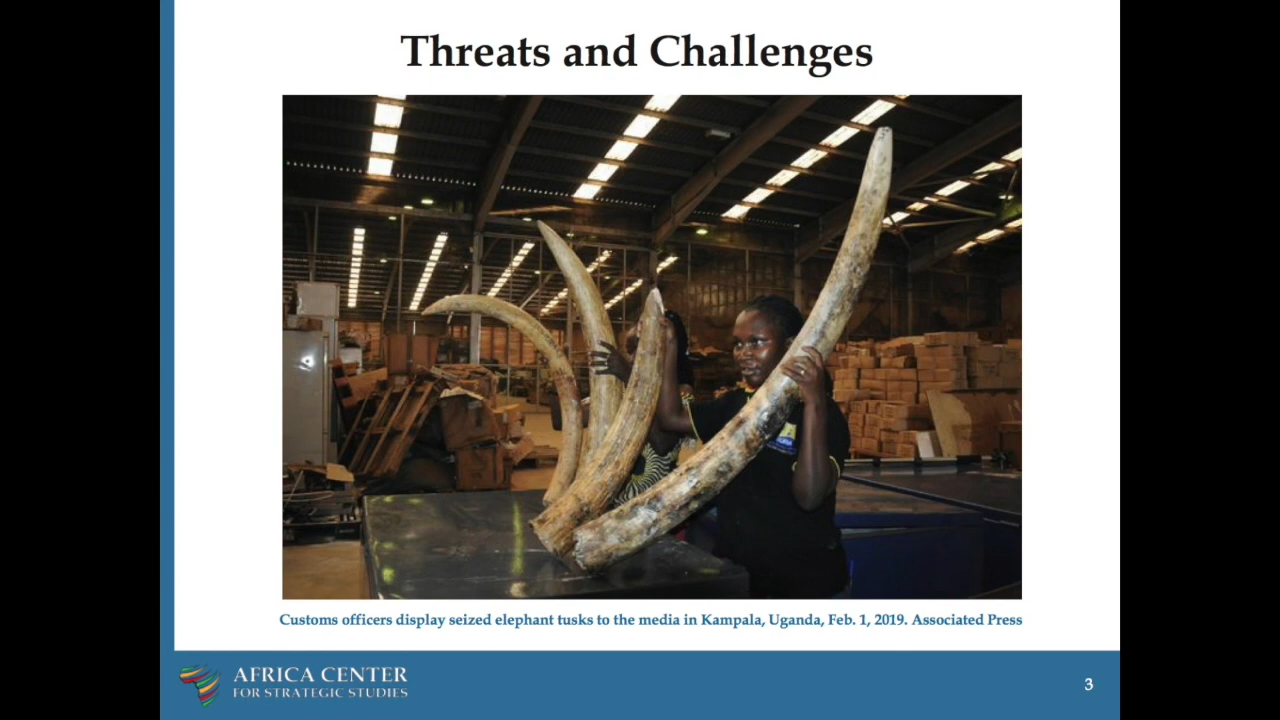 Threats and Challenges
Customs officers display seized elephant tusks to the media in Kampala, Uganda, Feb. 1, 2019. Associated Press
AFRICA CENTER
FOR STRATEGIC STUDIES
3